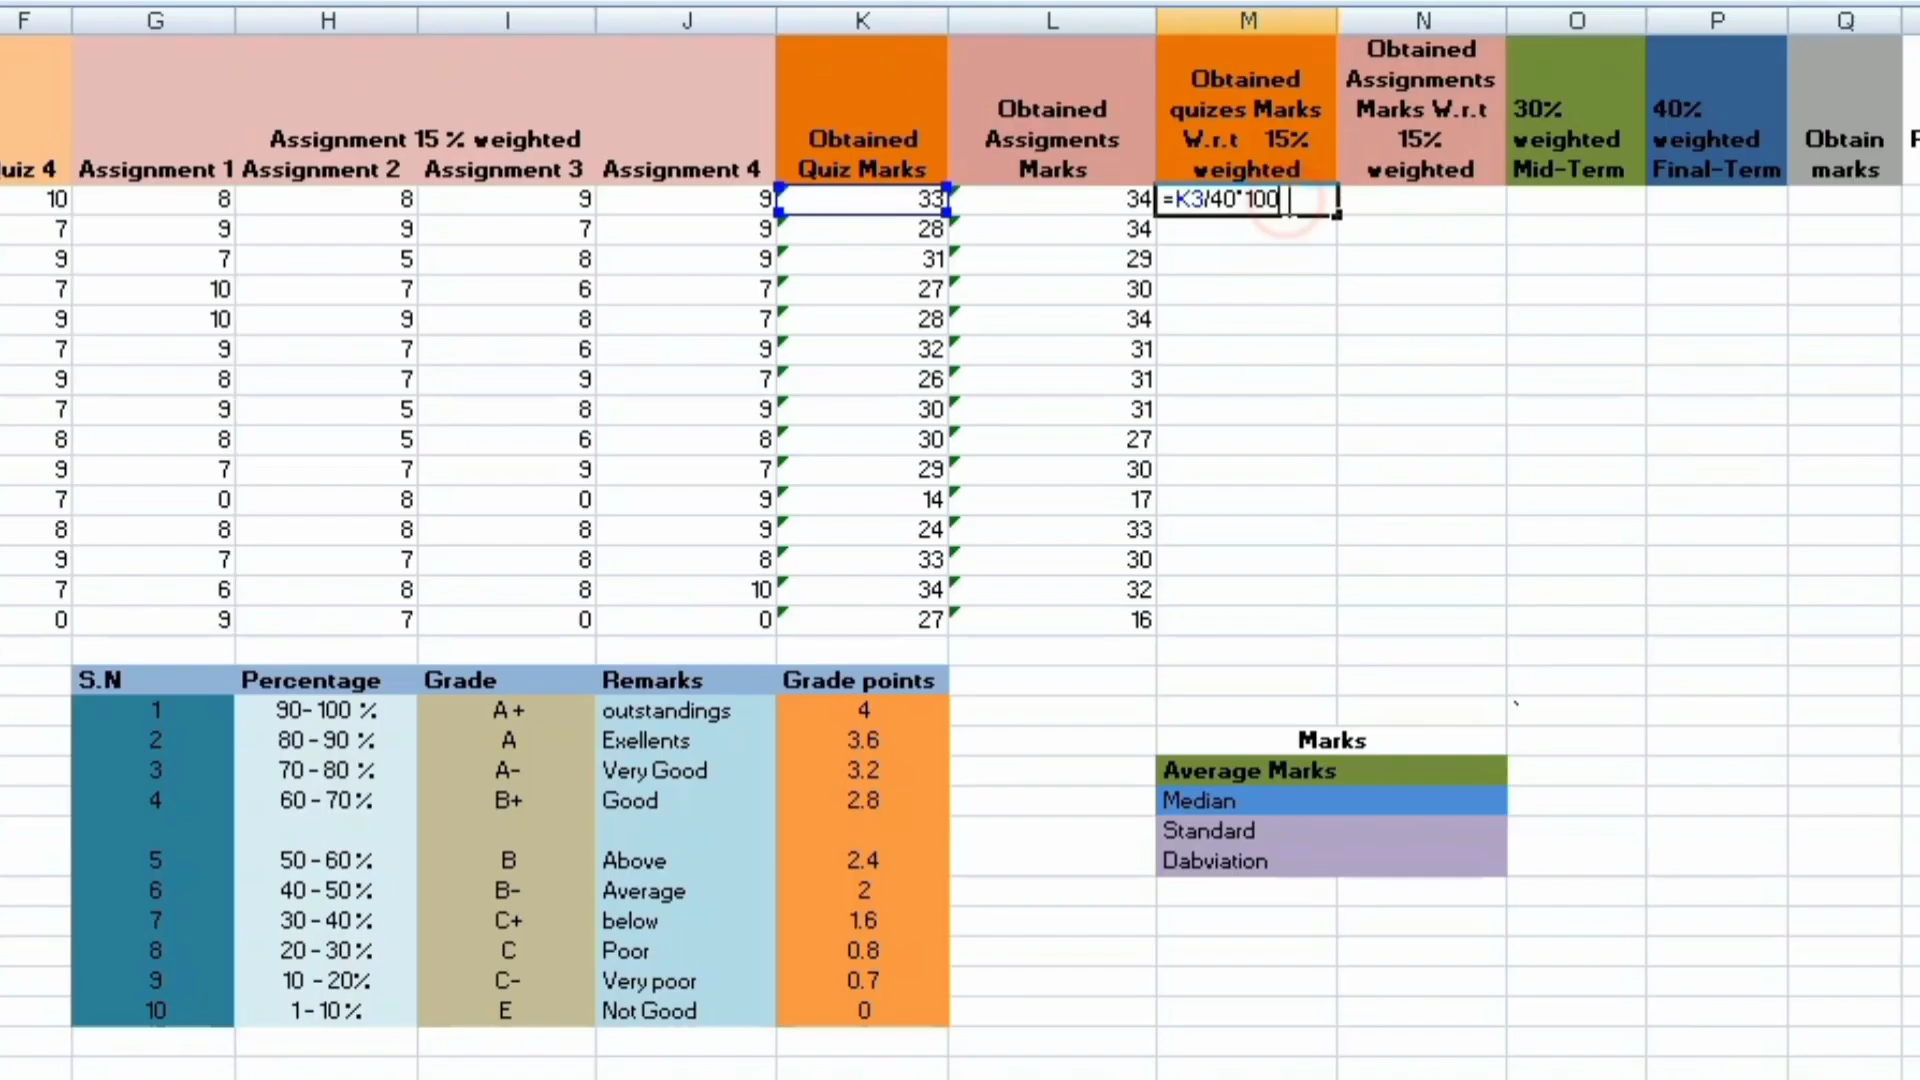 F G H I J K L M N O P Q
Obtained
Obtained Assignments
Obtained quizes Marks Marks W.r.t 30% 40%
Assignment 15 % weighted Obtained Assigments W.r.t 15% 15% weighted weighted Obtain
uiz 4 Assignment 1 Assignment 2 Assignment 3 Assignment 4 Quiz Marks Marks weighted weighted Mid-Term Final-Term marks
10 8 8 9 9 33 34 =K3/40*100
7 9 9 7 9 28 34
9 7 5 8 9 31 29
7 10 7 6 7 27 30
9 10 9 8 7 28 34
7 9 7 6 9 32 31
9 8 7 9 7 26 31
7 9 5 8 9 30 31
8 8 5 6 8 30 27
9 7 7 9 7 29 30
7 0 8 0 9 14 17
8 8 8 8 9 24 33
9 7 7 8 8 33 30
7 6 8 8 10 34 32
0 9 7 0 0 27 16
S.N Percentage Grade Remarks Grade points
1 90-100 % A+ outstandings 4
2 80-90 % A Exellents 3.6
3 70-80 % A- Very Good 3.2
4 60-70% B+ Good 2.8
5 50-60% B Above 2.4
6 40-50% B- Average 2
7 30-40% C+ below 1.6
8 20-30% C Poor 0.8
9 10 -20% C- Very poor 0.7
10 1-10% E Not Good 0
Marks
Average Marks
Median
Standard
Dabviation